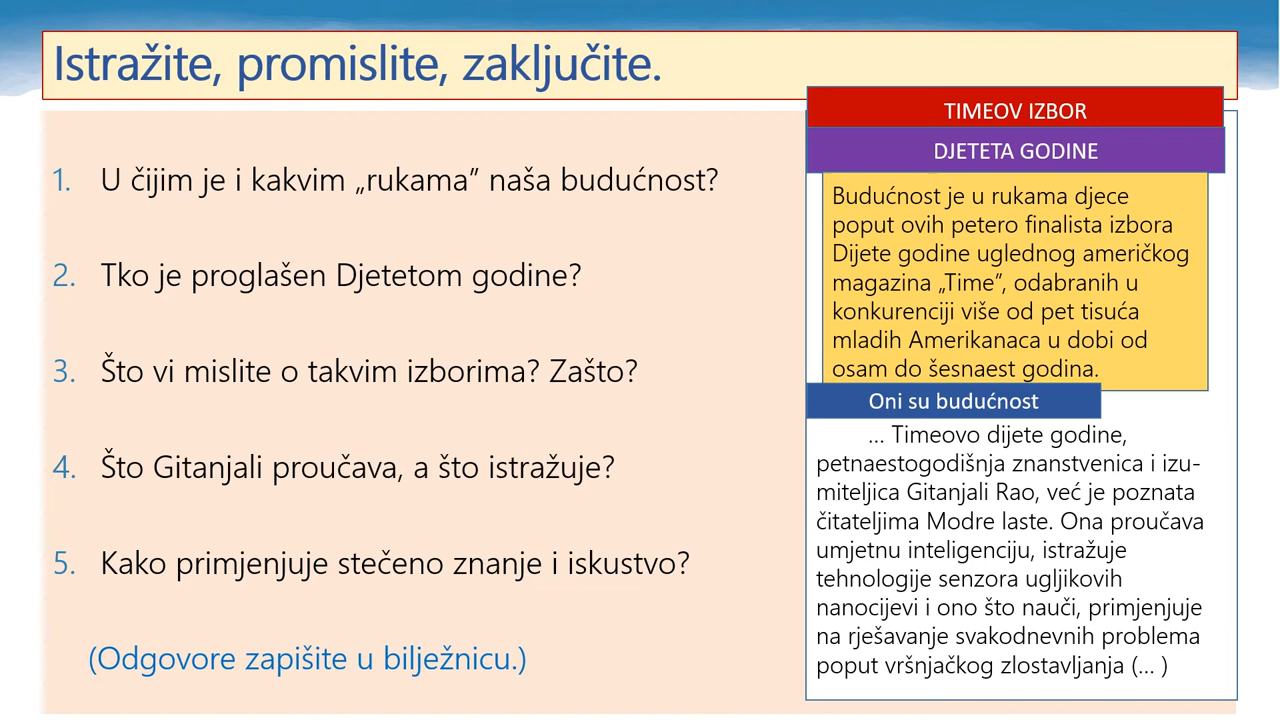 Istražite, promislite, zaključite.
1. U čijim je i kakvim „rukama” naša budućnost?
2. Tko je proglašen Djetetom godine?
3. Što vi mislite o takvim izborima? Zašto?
4. Što Gitanjali proučava, a što istražuje?
5. Kako primjenjuje stečeno znanje i iskustvo?
(Odgovore zapišite u bilježnicu.)
TIMEOV IZBOR
DJETETA GODINE
Budućnost je u rukama djece
poput ovih petero finalista izbora
Dijete godine uglednog američkog
magazina „Time”, odabranih u
konkurenciji više od pet tisuća
mladih Amerikanaca u dobi od
osam do šesnaest godina.
Oni su budućnost
... Timeovo dijete godine,
petnaestogodišnja znanstvenica i izu-
miteljica Gitanjali Rao, već je poznata
čitateljima Modre laste. Ona proučava
umjetnu inteligenciju, istražuje
tehnologije senzora ugljikovih
nanocijevi i ono što nauči, primjenjuje
na rješavanje svakodnevnih problema
poput vršnjačkog zlostavljanja (... )